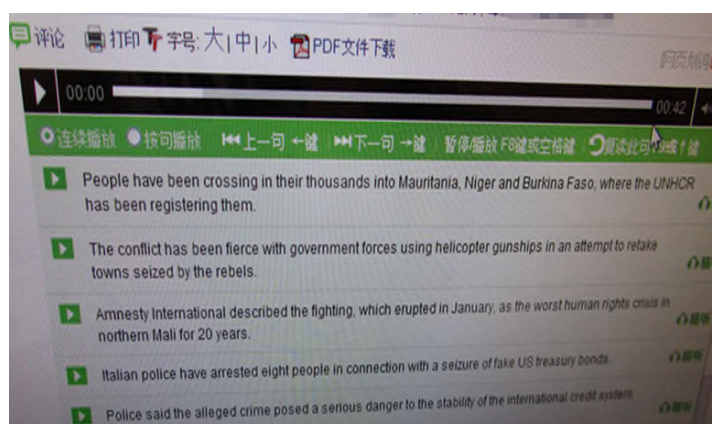 评论 打印 字号: 大 | 中 | 小 PDF文件下载
00:00 00:42
连续播放 按句播放 上一句 ←键 下一句 →键 暂停/播放 F8键或空格键 复读此句
People have been crossing in their thousands into Mauritania, Niger and Burkina Faso, where the UNHCR
has been registering them.
The conflict has been fierce with government forces using helicopter gunships in an attempt to retake
towns seized by the rebels.
Amnesty International described the fighting, which erupted in January, as the worst human rights crisis in
northern Mali for 20 years.
Italian police have arrested eight people in connection with a seizure of fake US treasury bonds.
Police said the alleged crime posed a serious danger to the stability of the international credit system.